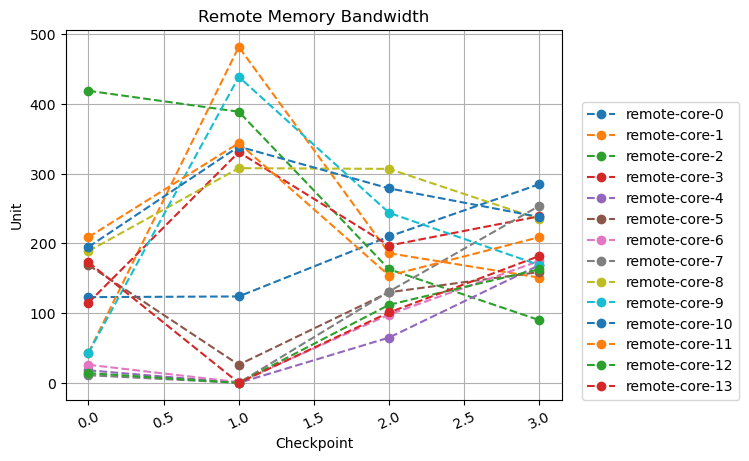 Remote Memory Bandwidth
Unit
500
400
300
200
100
0
0.0
0.5
1.0
1.5
2.0
2.5
3.0
Checkpoint
remote-core-0
remote-core-1
remote-core-2
remote-core-3
remote-core-4
remote-core-5
remote-core-6
remote-core-7
remote-core-8
remote-core-9
remote-core-10
remote-core-11
remote-core-12
remote-core-13